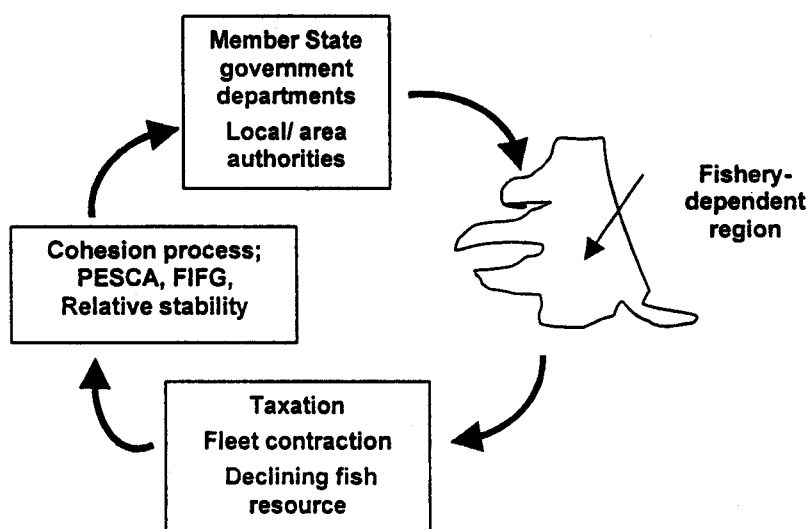 Member State
government
departments
Local/ area
authorities
Fishery-
dependent
region
Cohesion process;
PESCA, FIFG,
Relative stability
Taxation
Fleet contraction
Declining fish
resource